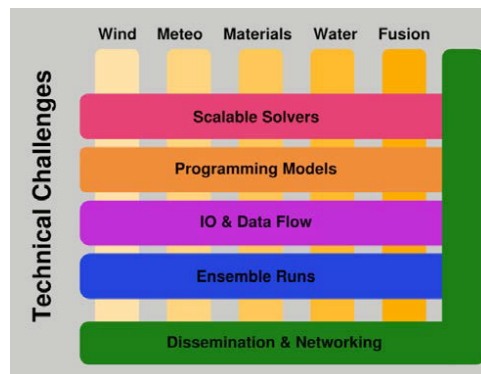 Wind Meteo Materials Water Fusion
Technical Challenges
Scalable Solvers
Programming Models
IO & Data Flow
Ensemble Runs
Dissemination & Networking